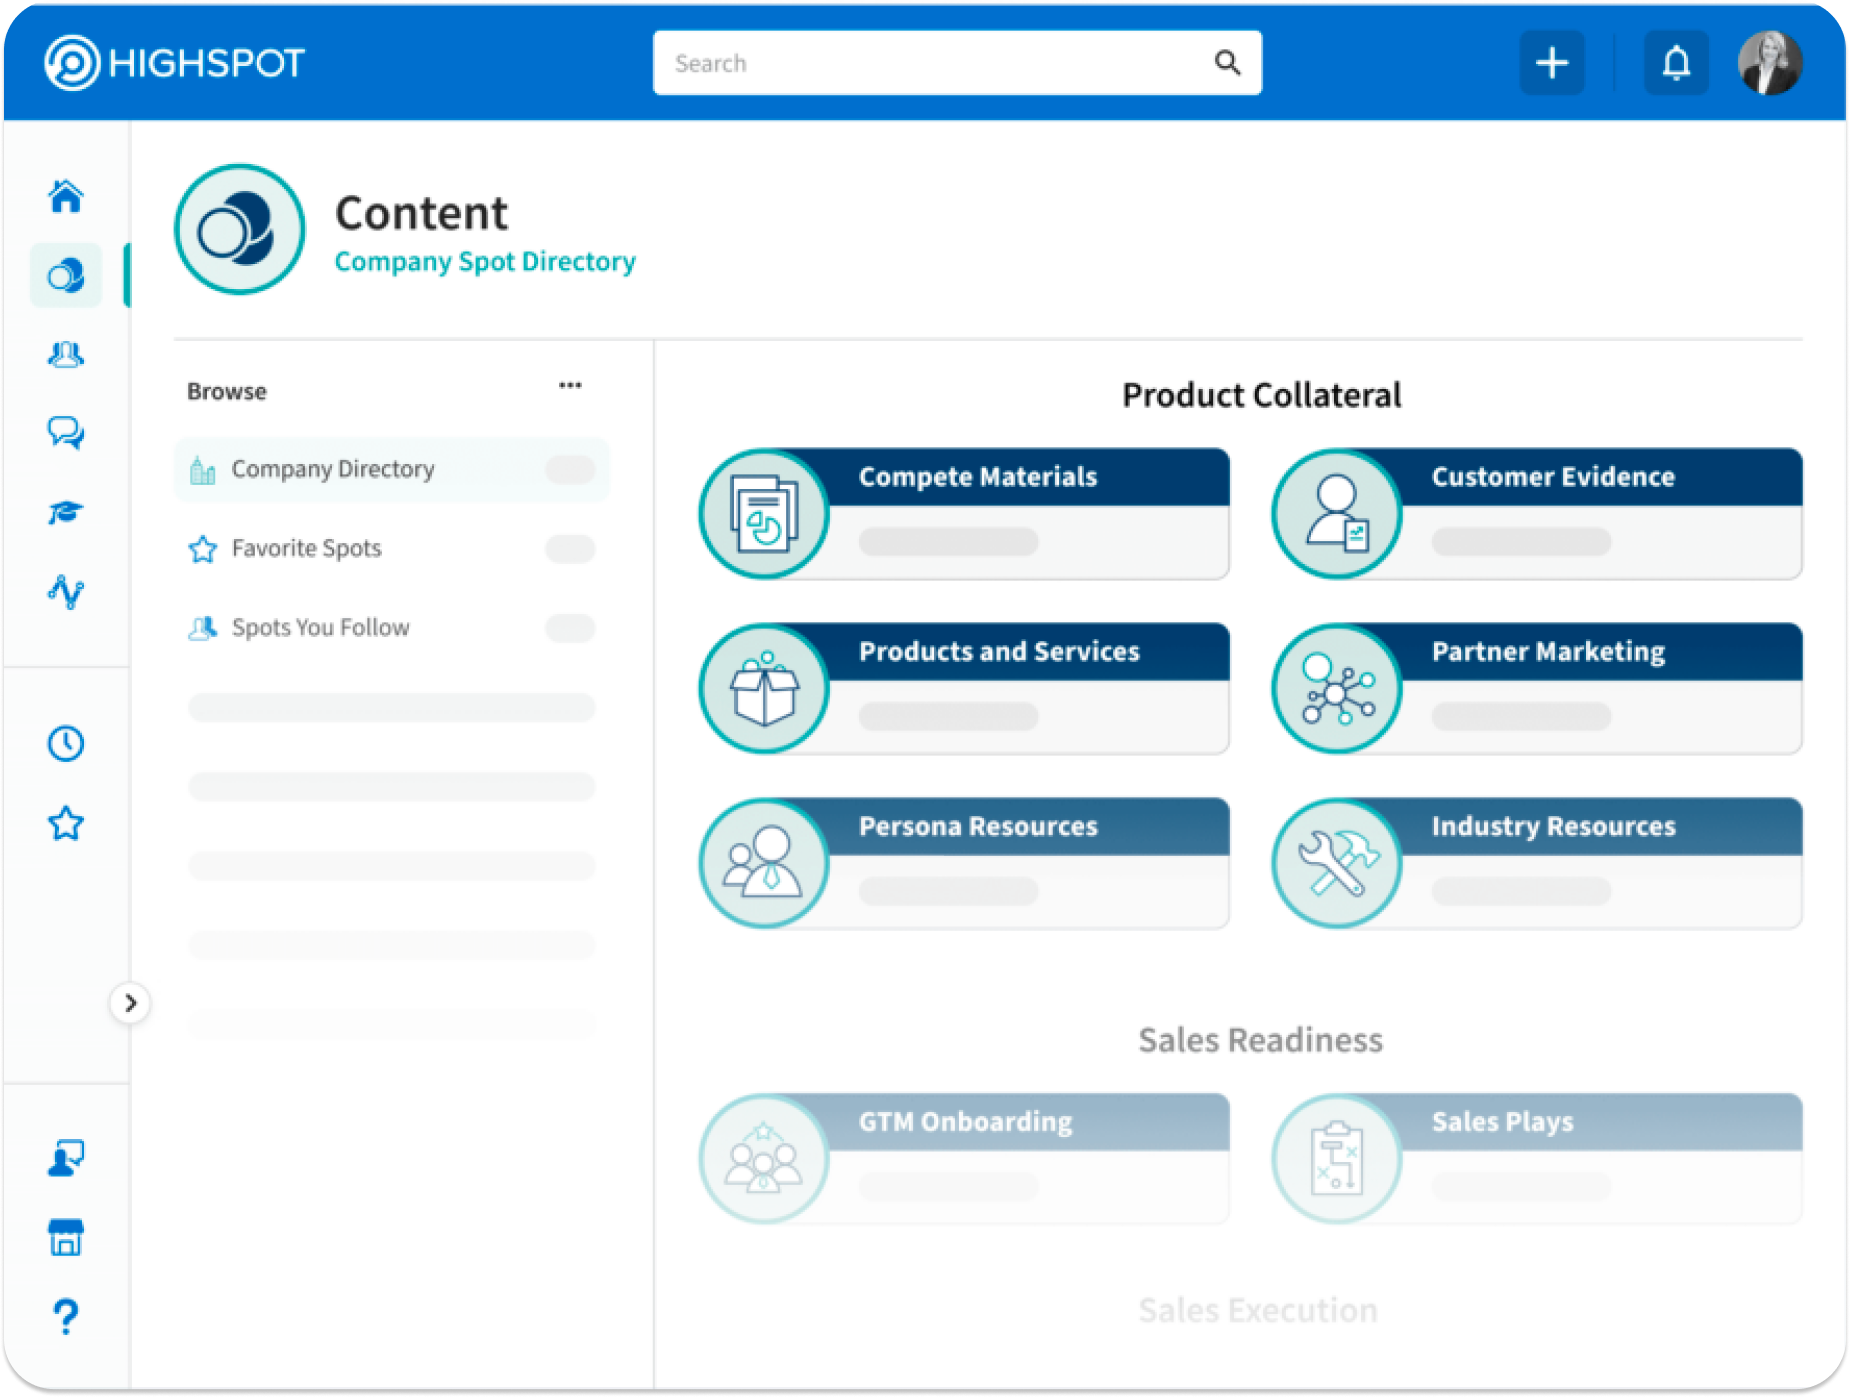 HIGHSPOT
Search
Content
Company Spot Directory
Browse
Company Directory
Favorite Spots
Spots You Follow
Product Collateral
Compete Materials
Customer Evidence
Products and Services
Partner Marketing
Persona Resources
Industry Resources
Sales Readiness
GTM Onboarding
Sales Plays
Sales Execution